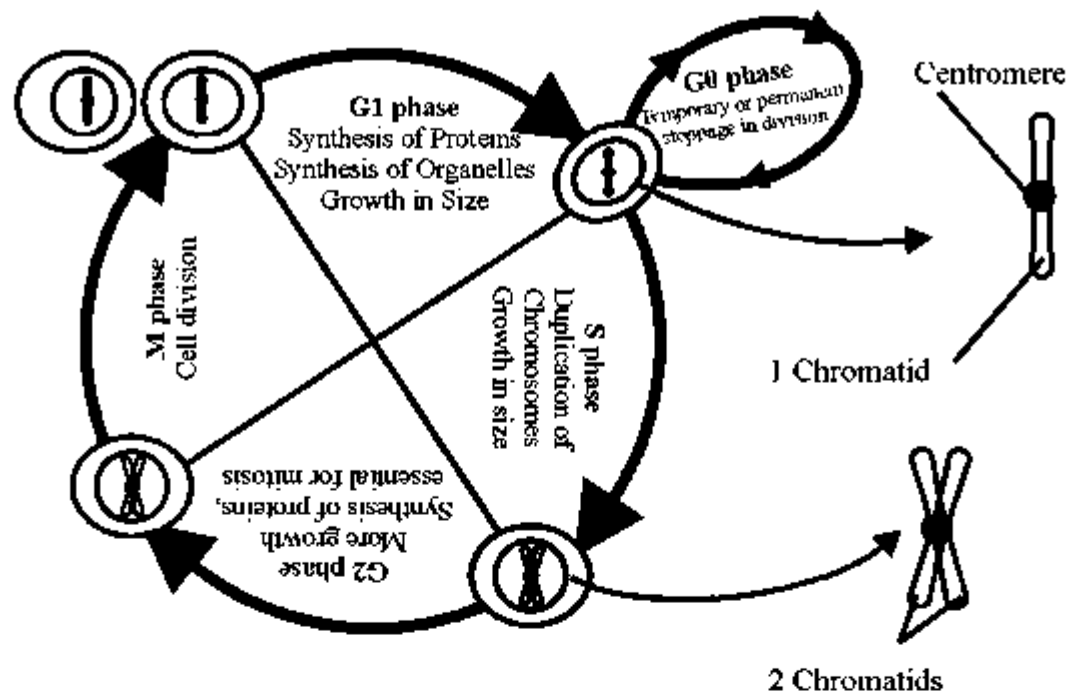 G1 phase
Synthesis of Proteins
Synthesis of Organelles
Growth in Size
G0 phase
Temporary or permanent
stoppage in division
Centromere
1 Chromatid
S phase
Duplication of
Chromosomes
Growth in size
2 Chromatids
G2 phase
More growth
Synthesis of proteins,
essential for mitosis
M phase
Cell division